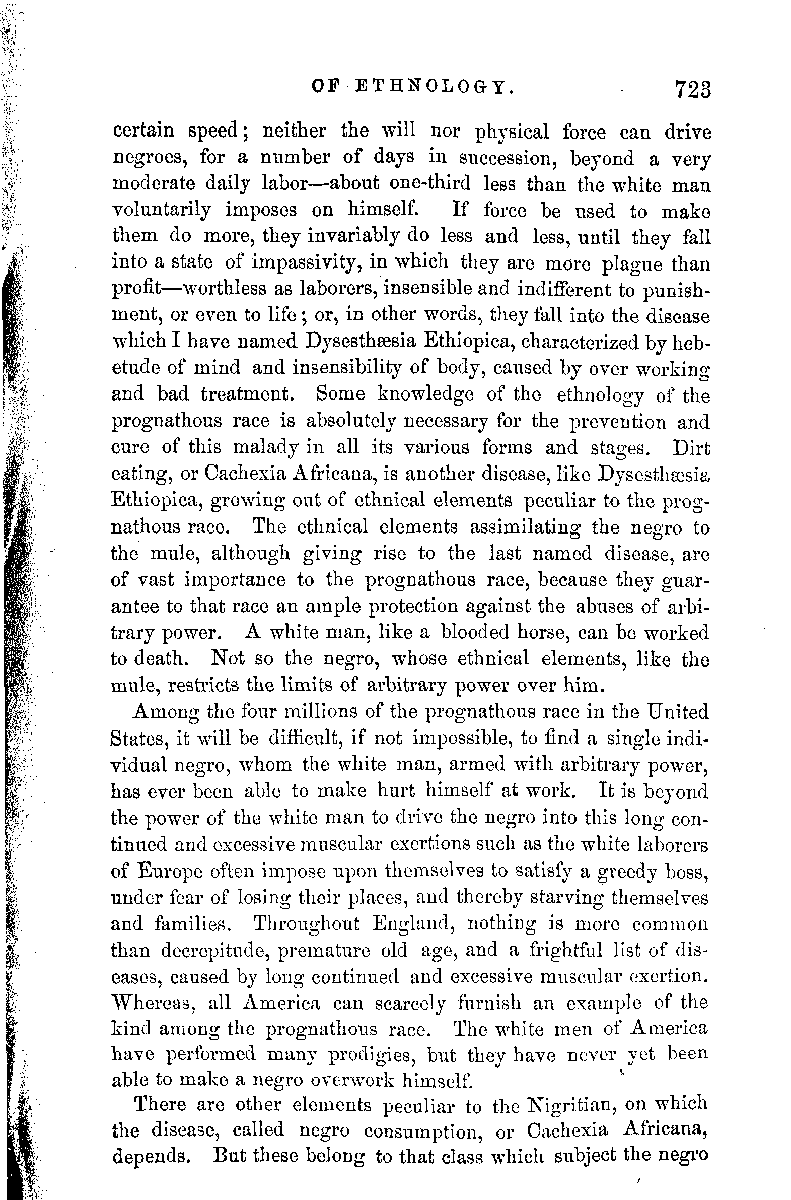 OF ETHNOLOGY. 723
certain speed; neither the will nor physical force can drive
negroes, for a number of days in succession, beyond a very
moderate daily labor—about one-third less than the white man
voluntarily imposes on himself. If force be used to make
them do more, they invariably do less and less, until they fall
into a state of impassivity, in which they are more plague than
profit—worthless as laborers, insensible and indifferent to punish-
ment, or even to life; or, in other words, they fall into the disease
which I have named Dysesthæsia Ethiopica, characterized by heb-
etude of mind and insensibility of body, caused by over working
and bad treatment. Some knowledge of the ethnology of the
prognathous race is absolutely necessary for the prevention and
cure of this malady in all its various forms and stages. Dirt
eating, or Cachexia Africana, is another disease, like Dysesthæsia
Ethiopica, growing out of ethnical elements peculiar to the prog-
nathous race. The ethnical elements assimilating the negro to
the mule, although giving rise to the last named disease, are
of vast importance to the prognathous race, because they guar-
antee to that race an ample protection against the abuses of arbi-
trary power. A white man, like a blooded horse, can be worked
to death. Not so the negro, whose ethnical elements, like the
mule, restricts the limits of arbitrary power over him.
Among the four millions of the prognathous race in the United
States, it will be difficult, if not impossible, to find a single indi-
vidual negro, whom the white man, armed with arbitrary power,
has ever been able to make hurt himself at work. It is beyond
the power of the white man to drive the negro into this long con-
tinued and excessive muscular exertions such as the white laborers
of Europe often impose upon themselves to satisfy a greedy boss,
under fear of losing their places, and thereby starving themselves
and families. Throughout England, nothing is more common
than decrepitude, premature old age, and a frightful list of dis-
eases, caused by long continued and excessive muscular exertion.
Whereas, all America can scarcely furnish an example of the
kind among the prognathous race. The white men of America
have performed many prodigies, but they have never yet been
able to make a negro overwork himself.
There are other elements peculiar to the Nigritian, on which
the disease, called negro consumption, or Cachexia Africana,
depends. But these belong to that class which subject the negro